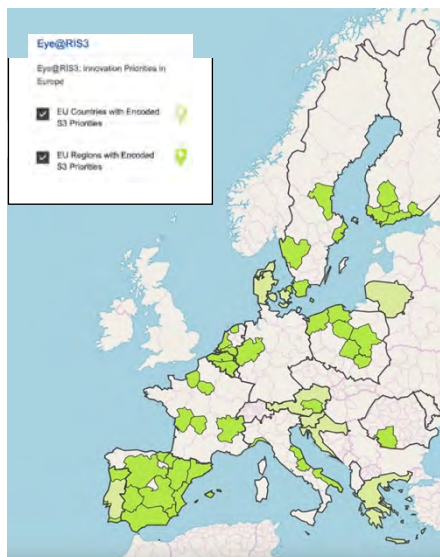 Eye@RIS3
Eye@RIS3: Innovation Priorities in
Europe
EU Countries with Encoded
S3 Priorities
EU Regions with Encoded
S3 Priorities